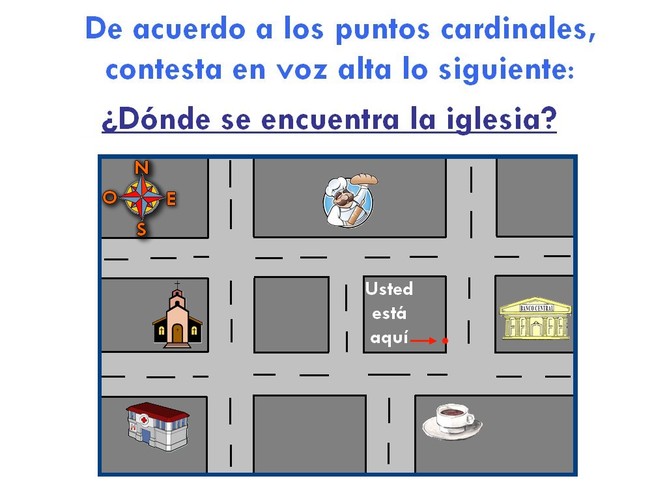 De acuerdo a los puntos cardinales,
contesta en voz alta lo siguiente:
¿Dónde se encuentra la iglesia?
N
O E
S
Usted
está
aquí
BANCO CENTRAL